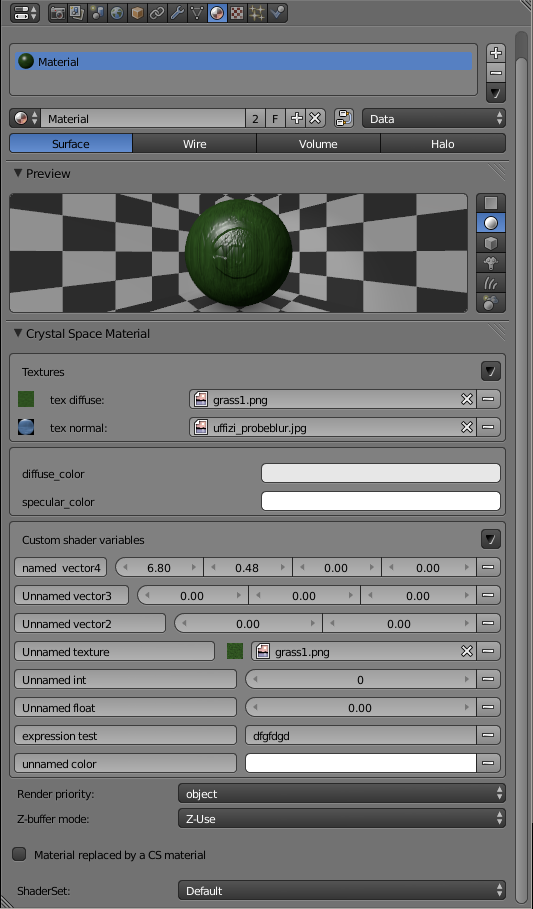 Material
Material 2 F Data
Surface Wire Volume Halo
Preview
Crystal Space Material
Textures
tex diffuse: grass1.png
tex normal: uffizi_probeblur.jpg
diffuse_color
specular_color
Custom shader variables
named vector4 6.80 0.48 0.00 0.00
Unnamed vector3 0.00 0.00 0.00
Unnamed vector2 0.00 0.00
Unnamed texture grass1.png
Unnamed int 0
Unnamed float 0.00
expression test dfgfdgd
unnamed color
Render priority: object
Z-buffer mode: Z-Use
Material replaced by a CS material
ShaderSet: Default